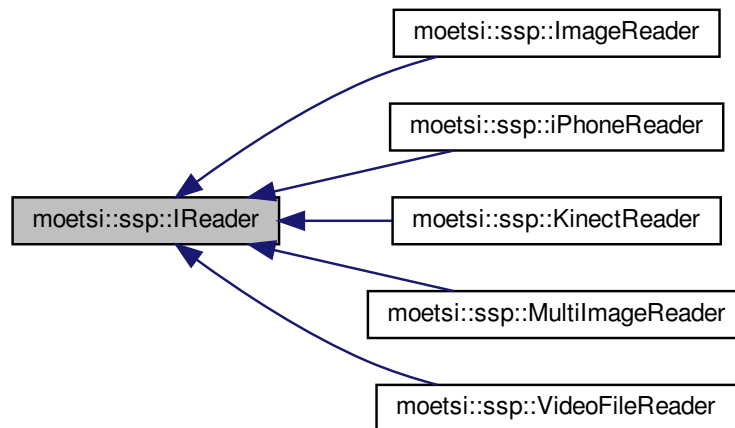 moetsi::ssp::ImageReader
moetsi::ssp::iPhoneReader
moetsi::ssp::IReader
moetsi::ssp::KinectReader
moetsi::ssp::MultiImageReader
moetsi::ssp::VideoFileReader